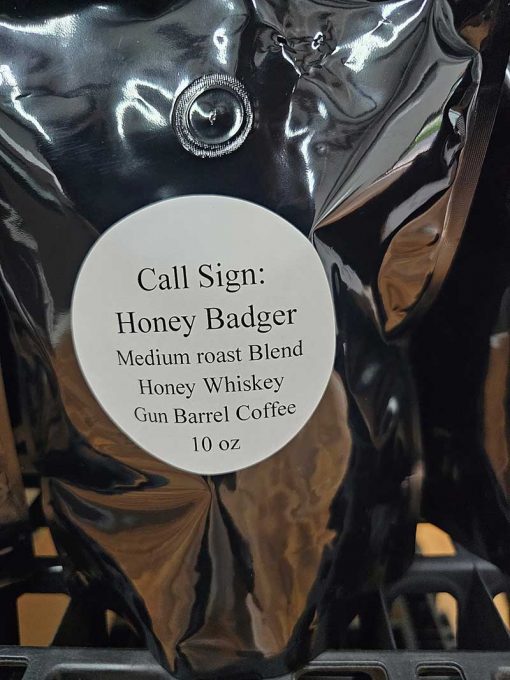 Call Sign:
Honey Badger
Medium roast Blend
Honey Whiskey
Gun Barrel Coffee
10 oz